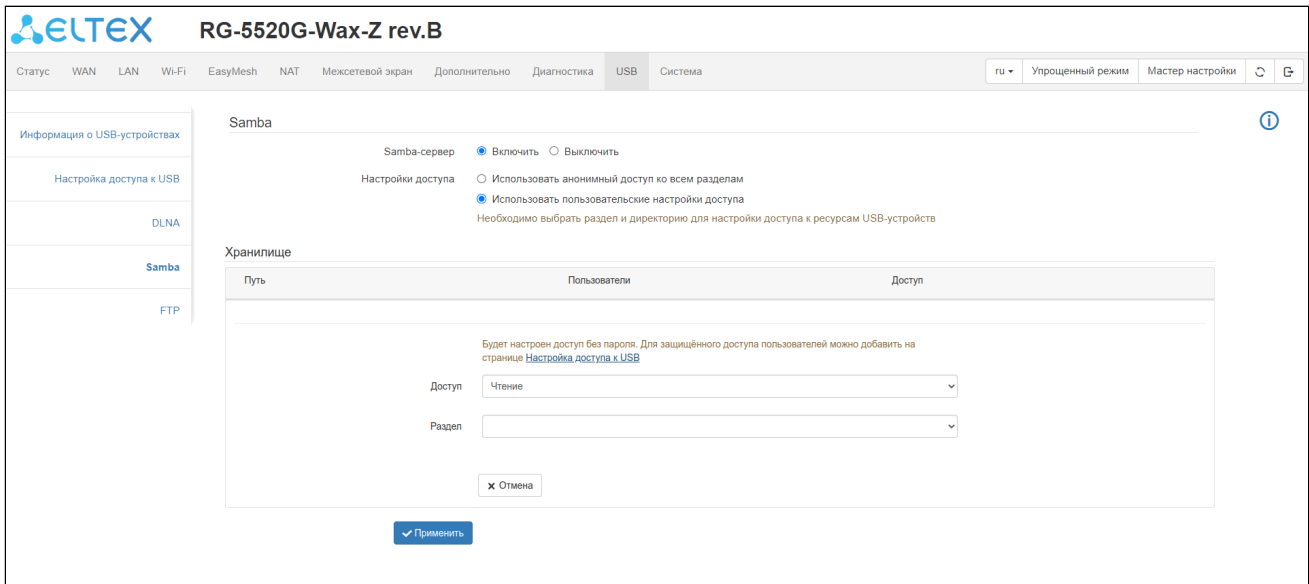 ELTEX RG-5520G-Wax-Z rev.B
Статус WAN LAN Wi-Fi EasyMesh NAT Межсетевой экран Дополнительно Диагностика USB Система ru Упрощенный режим Мастер настройки
Информация о USB-устройствах
Настройка доступа к USB
DLNA
Samba
FTP
Samba
Samba-сервер Включить Выключить
Настройки доступа Использовать анонимный доступ ко всем разделам
Использовать пользовательские настройки доступа
Необходимо выбрать раздел и директорию для настройки доступа к ресурсам USB-устройств
Хранилище
Путь Пользователи Доступ
Будет настроен доступ без пароля. Для защищённого доступа пользователей можно добавить на
странице Настройка доступа к USB
Доступ Чтение
Раздел
Отмена
Применить